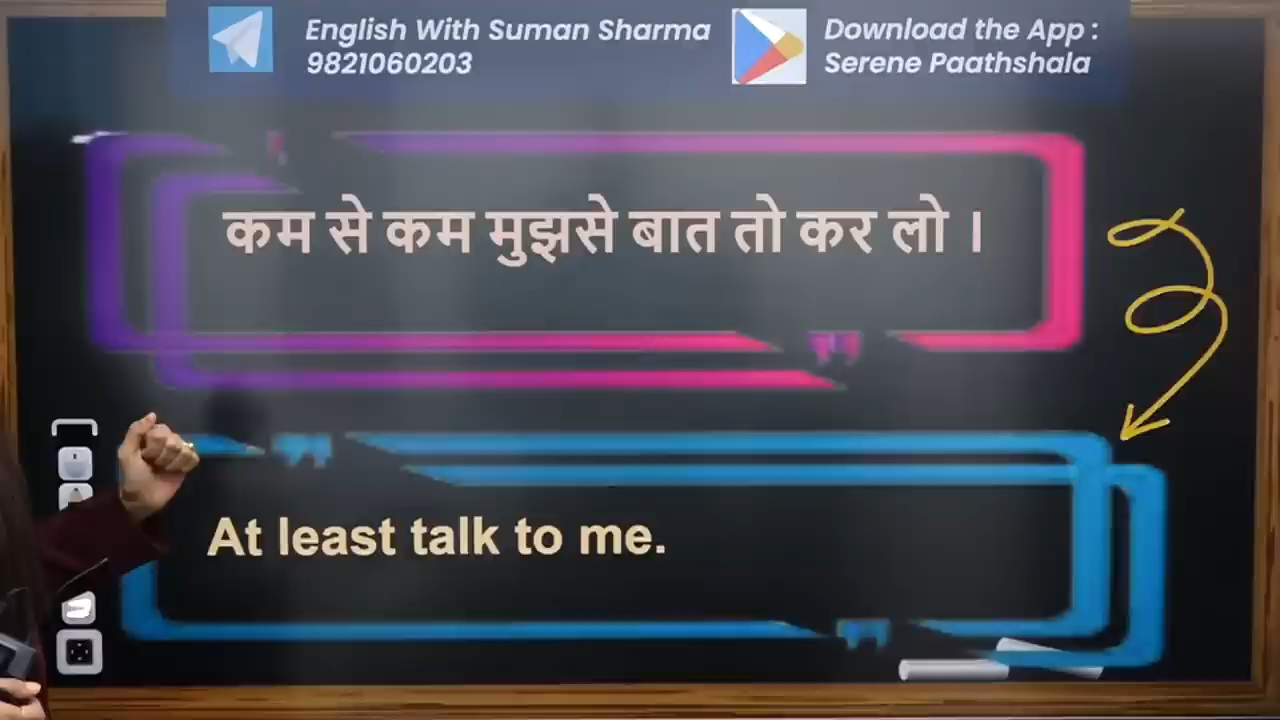 English With Suman Sharma
9821060203
Download the App :
Serene Paathshala
कम से कम मुझसे बात तो कर लो ।
At least talk to me.